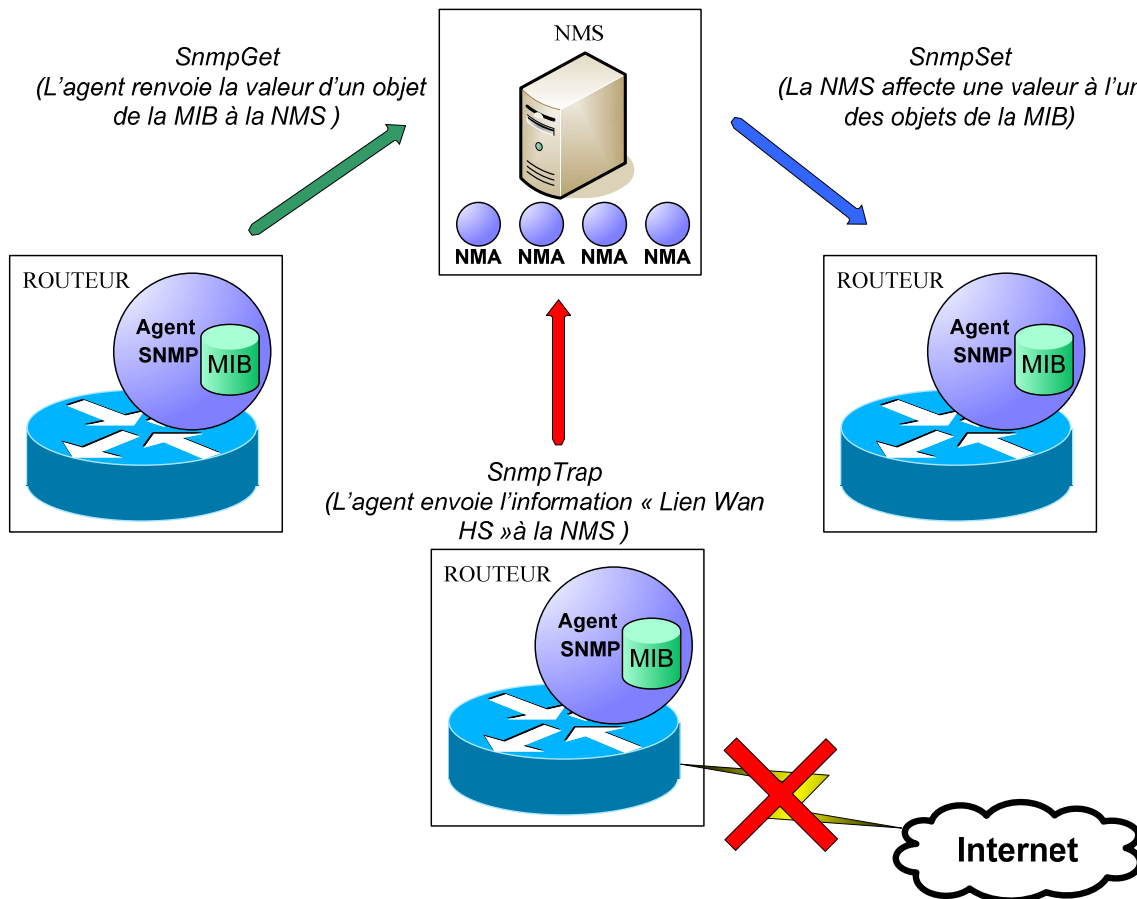 NMS
SnmpGet
(L'agent renvoie la valeur d'un objet
de la MIB à la NMS )
SnmpSet
(La NMS affecte une valeur à l'un
des objets de la MIB)
NMA NMA NMA NMA
ROUTEUR
Agent
SNMP
MIB
ROUTEUR
Agent
SNMP
MIB
SnmpTrap
(L'agent envoie l'information « Lien Wan
HS »à la NMS )
ROUTEUR
Agent
SNMP
MIB
Internet